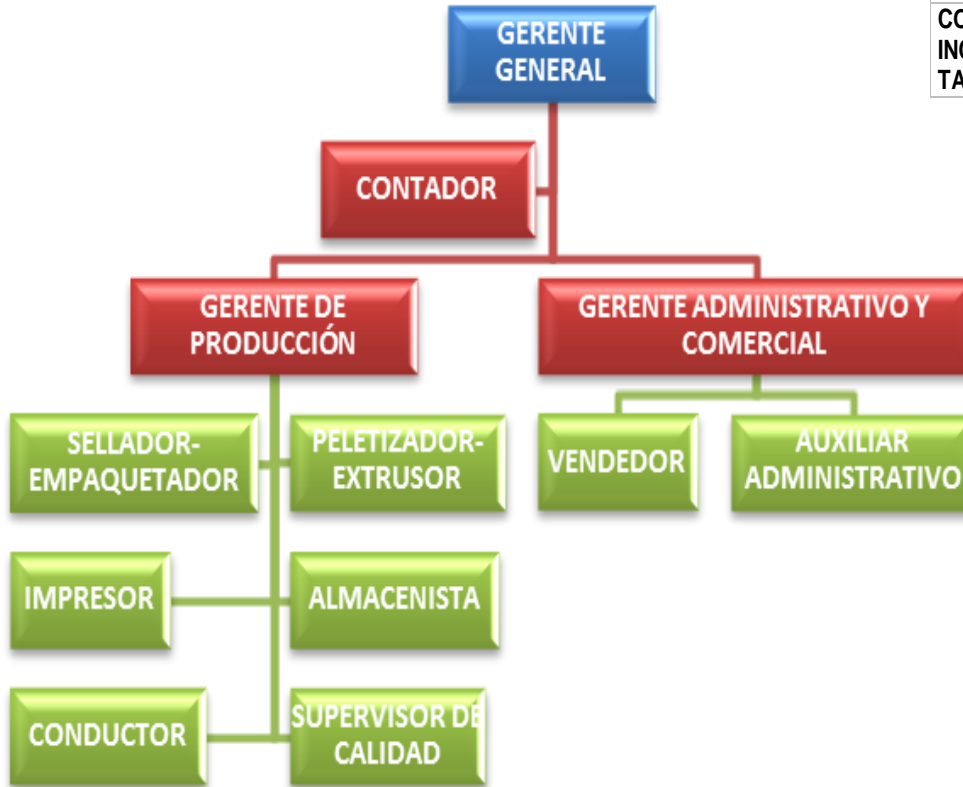 GERENTE
GENERAL
CONTADOR
GERENTE DE
PRODUCCIÓN
GERENTE ADMINISTRATIVO Y
COMERCIAL
SELLADOR-
EMPAQUETADOR
PELETIZADOR-
EXTRUSOR
VENDEDOR
AUXILIAR
ADMINISTRATIVO
IMPRESOR
ALMACENISTA
CONDUCTOR
SUPERVISOR DE
CALIDAD